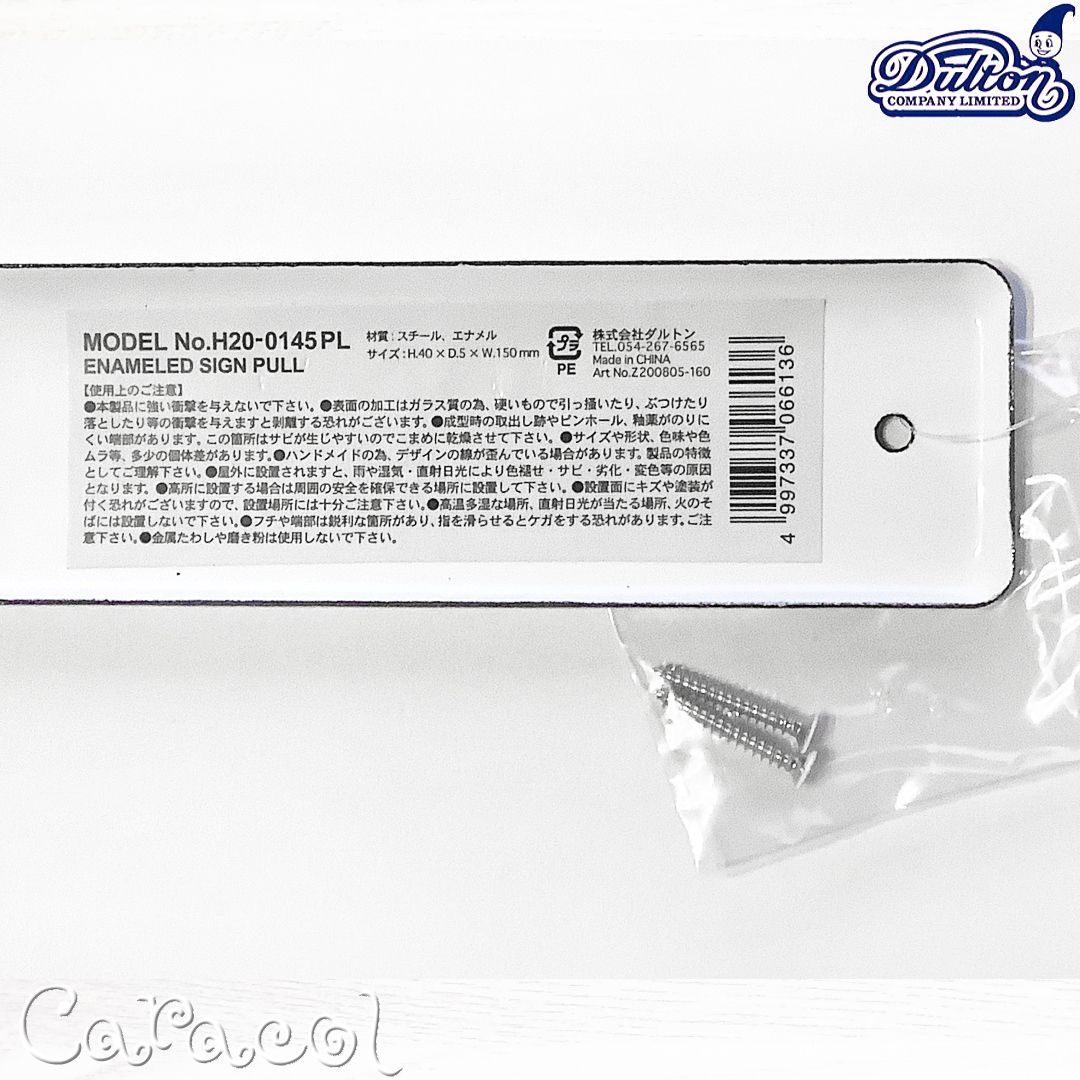 Dulton
COMPANY LIMITED
MODEL No.H20-0145PL
ENAMELED SIGN PULL
材質：スチール、エナメル
サイズ：H.40×D.5×W.150mm
プラ
PE
株式会社ダルトン
TEL.054-267-6565
Made in CHINA
Art No.Z200805-160
【使用上のご注意】
●本製品に強い衝撃を与えないで下さい。●表面の加工はガラス質の為、硬いもので引っ掻いたり、ぶつけたり
落としたり等の衝撃を与えますと剥離する恐れがございます。●成型時の取出し跡やピンホール、釉薬がのりに
くい端部があります。この箇所はサビが生じやすいのでこまめに乾燥させて下さい。●サイズや形状、色味や色
ムラ等、多少の個体差があります。●ハンドメイドの為、デザインの線が歪んでいる場合があります。製品の特徴
としてご理解下さい。●屋外に設置されますと、雨や湿気・直射日光により色褪せ・サビ・劣化・変色等の原因
となります。●高所に設置する場合は周囲の安全を確保できる場所に設置して下さい。●設置面にキズや塗装が
付く恐れがございますので、設置場所には十分ご注意下さい。●高温多湿な場所、直射日光が当たる場所、火のそ
ばには設置しないで下さい。●フチや端部は鋭利な箇所があり、指を滑らせるとケガをする恐れがあります。ご注
意下さい。●金属たわしや磨き粉は使用しないで下さい。
4 997337 066136
Caracol